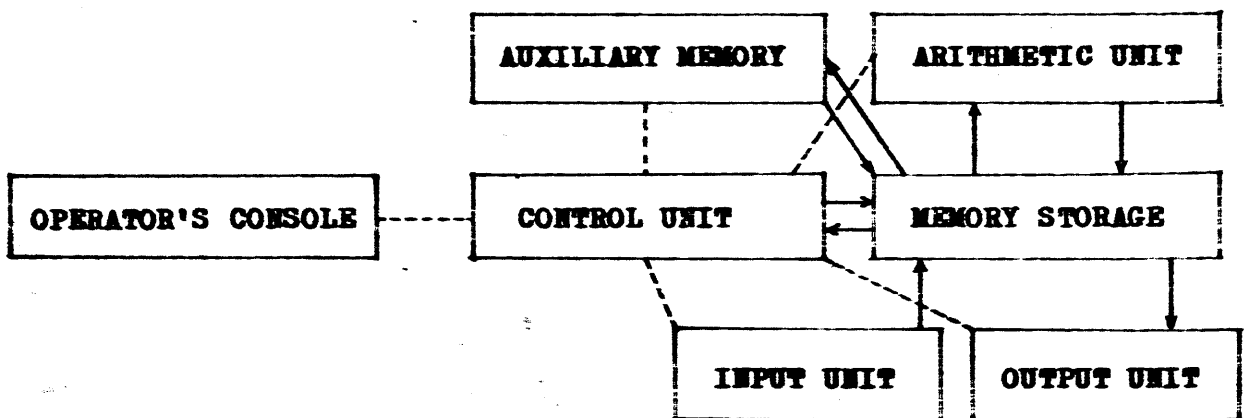 AUXILIARY MEMORY
ARITHMETIC UNIT
OPERATOR'S CONSOLE
CONTROL UNIT
MEMORY STORAGE
INPUT UNIT
OUTPUT UNIT